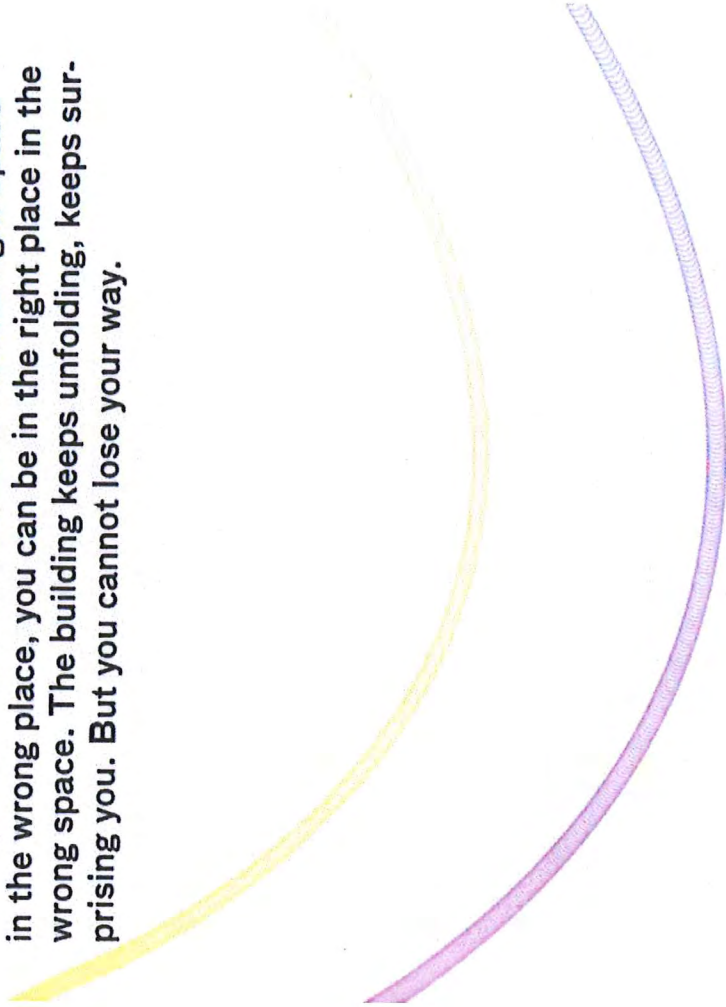 in the wrong place, you can be in the right place in the
wrong space. The building keeps unfolding, keeps sur-
prising you. But you cannot lose your way.